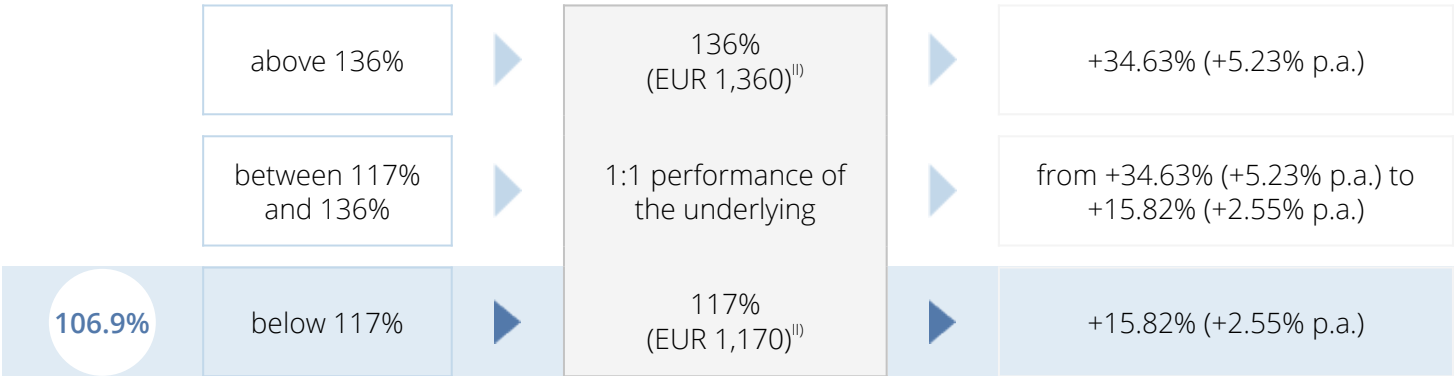 above 136%
136%
(EUR 1,360)II)
+34.63% (+5.23% p.a.)
between 117%
and 136%
1:1 performance of
the underlying
from +34.63% (+5.23% p.a.) to
+15.82% (+2.55% p.a.)
106.9%
below 117%
117%
(EUR 1,170)II)
+15.82% (+2.55% p.a.)